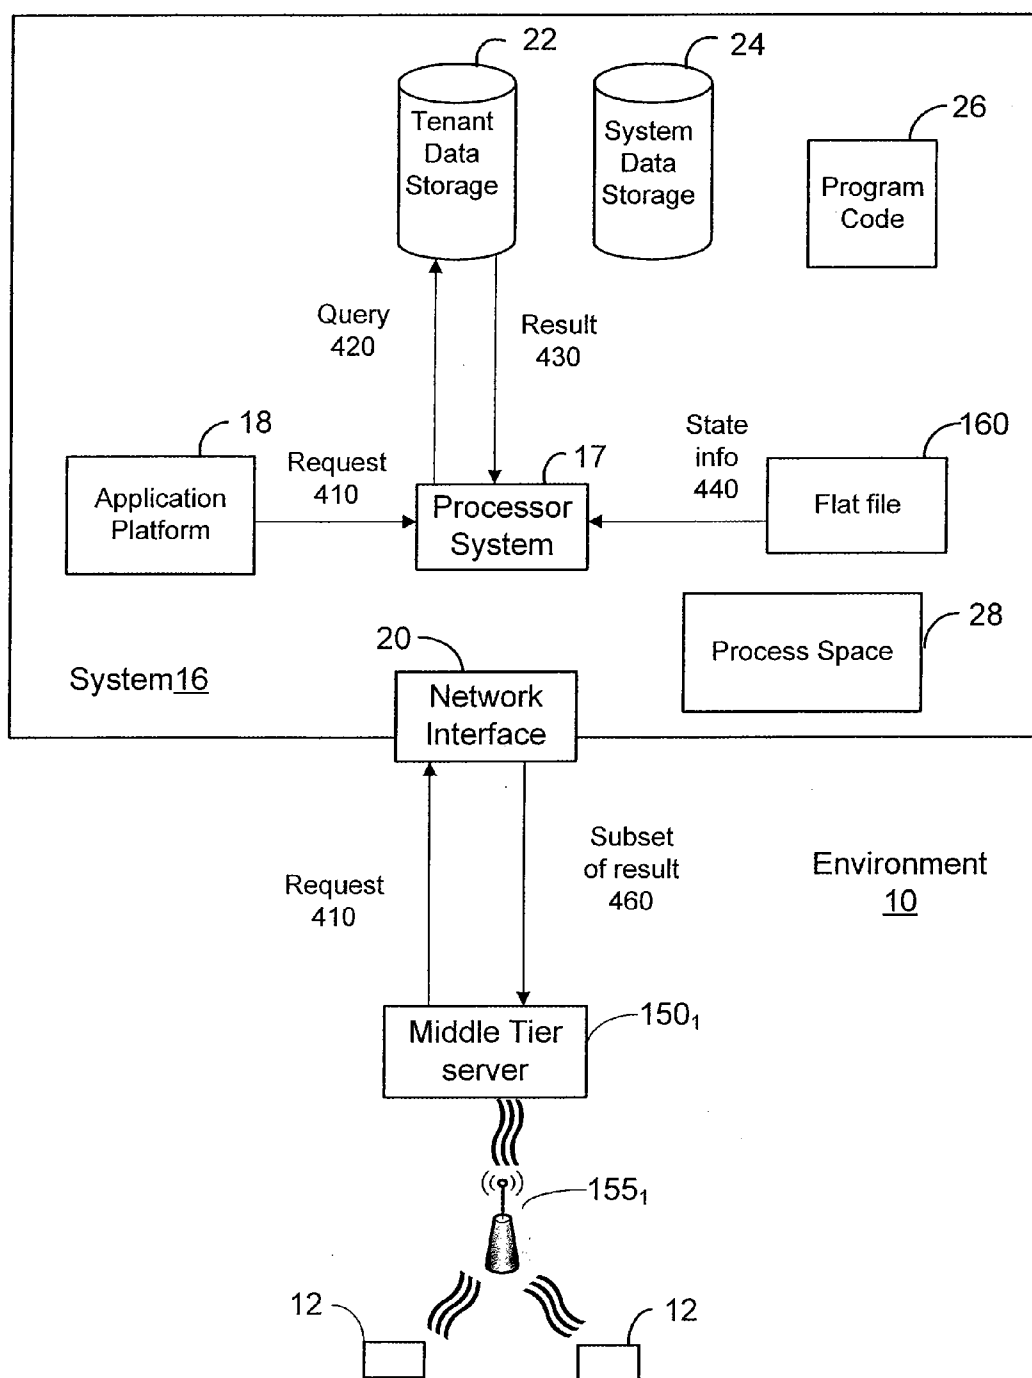 22
24
26
Tenant
Data
Storage
System
Data
Storage
Program
Code
Query
420
Result
430
18
Request
410
17
State
info
440
160
Application
Platform
Processor
System
Flat file
28
Process Space
20
System16
Network
Interface
Request
410
Subset
of result
460
Environment
10
Middle Tier
server
150₁
155₁
12
12